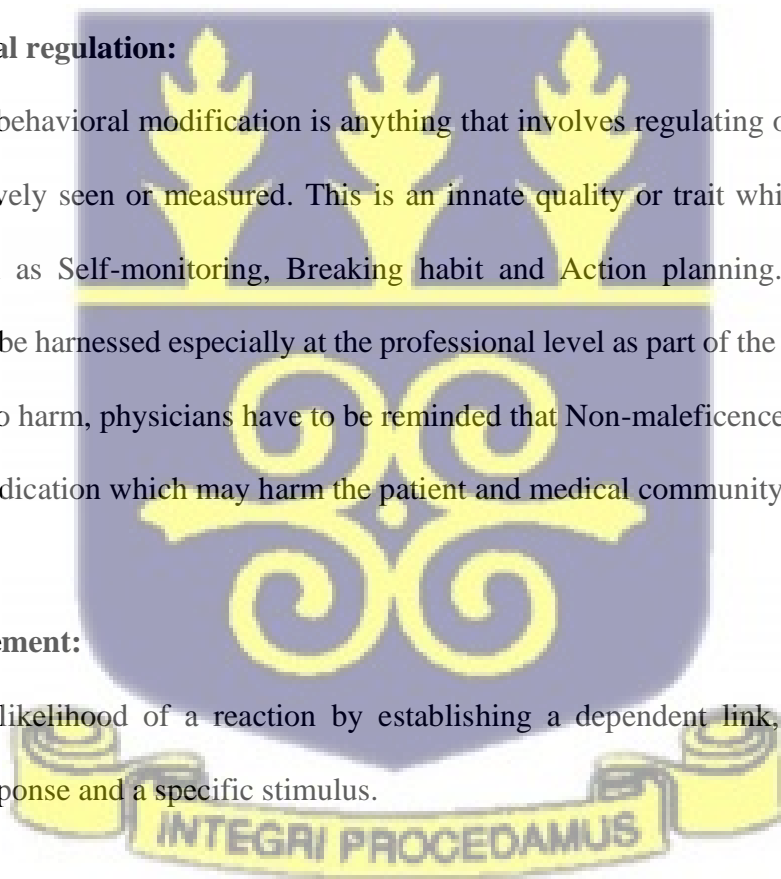 al regulation:
behavioral modification is anything that involves regulating
vely seen or measured. This is an innate quality or trait
as Self-monitoring, Breaking habit and Action planning.
be harnessed especially at the professional level as part of the
o harm, physicians have to be reminded that Non-maleficence
dication which may harm the patient and medical community
ement:
likelihood of a reaction by establishing a dependent link,
ponse and a specific stimulus.
INTEGRI PROCEDAMUS